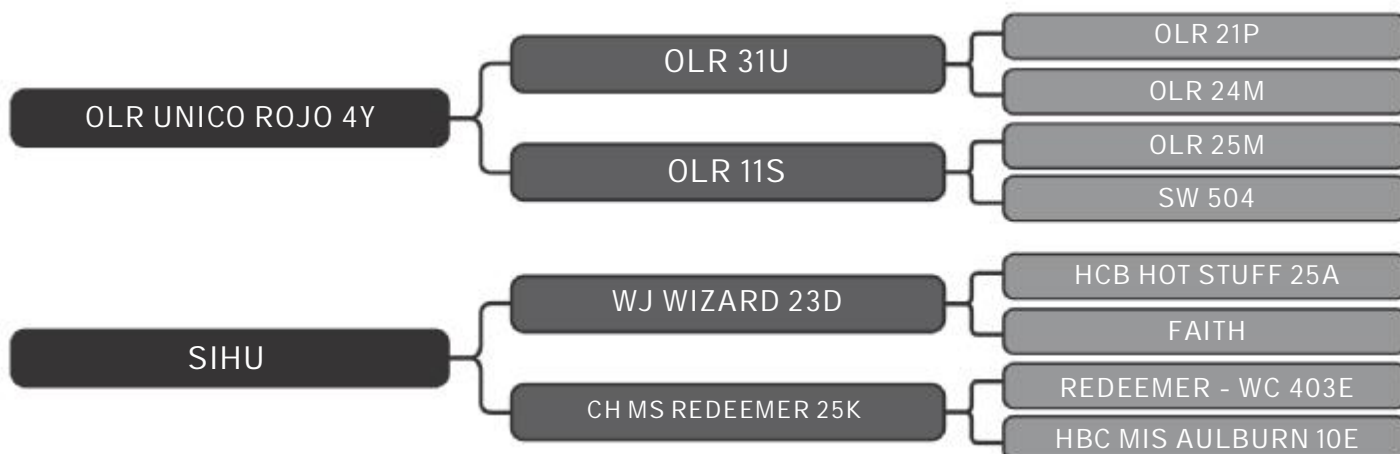 OLR UNICO ROJO 4Y
OLR 31U
OLR 21P
OLR 24M
OLR 11S
OLR 25M
SW 504
SIHU
WJ WIZARD 23D
HCB HOT STUFF 25A
FAITH
CH MS REDEEMER 25K
REDEEMER - WC 403E
HBC MIS AULBURN 10E